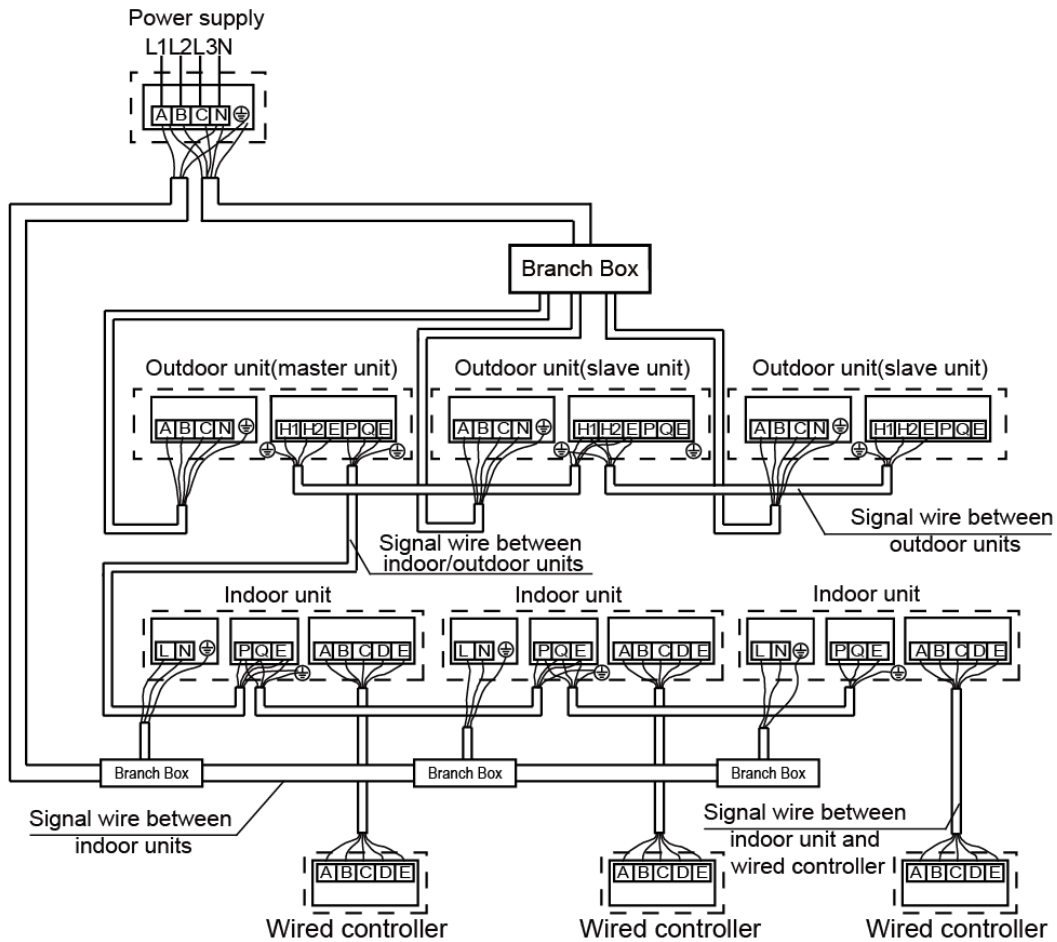 Power supply
L1L2L3N
A B C N
Branch Box
Outdoor unit(master unit)
Outdoor unit(slave unit)
Outdoor unit(slave unit)
A B C N
H1 H2 E P Q E
A B C N
H1 H2 E P Q E
A B C N
H1 H2 E P Q E
Signal wire between
outdoor units
Signal wire between
indoor/outdoor units
Indoor unit
Indoor unit
Indoor unit
L N
P Q E
A B C D E
L N
P Q E
A B C D E
L N
P Q E
A B C D E
Branch Box
Branch Box
Branch Box
Signal wire between
indoor units
Signal wire between
indoor unit and
wired controller
A B C D E
A B C D E
A B C D E
Wired controller
Wired controller
Wired controller